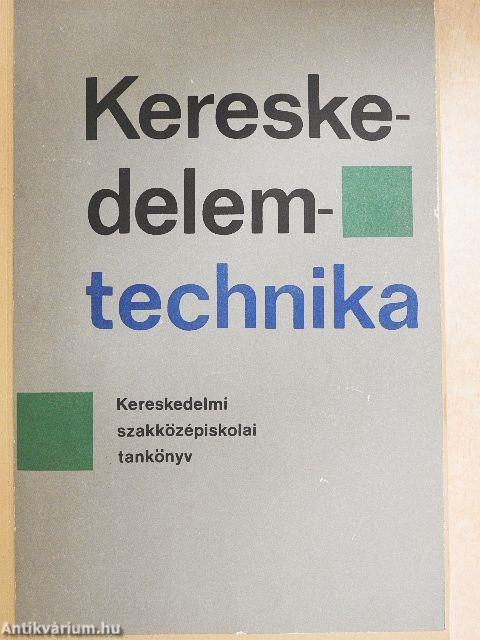 Kereske-
delem-
technika
Kereskedelmi
szakközépiskolai
tankönyv
Antikvárium.hu